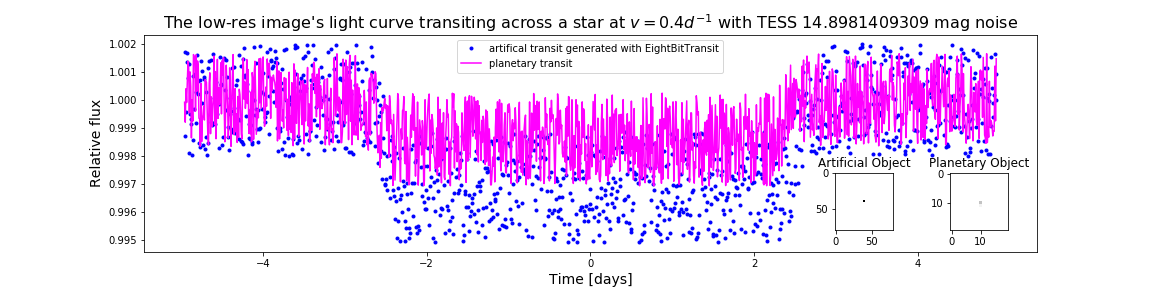 The low-res image's light curve transiting across a star at v = 0.4d⁻¹ with TESS 14.8981409309 mag noise
artifical transit generated with EightBitTransit
planetary transit
Relative flux
1.002
1.001
1.000
0.999
0.998
0.997
0.996
0.995
Artificial Object
0
50
0 50
Planetary Object
0
10
0 10
−4 −2 0 2 4
Time [days]